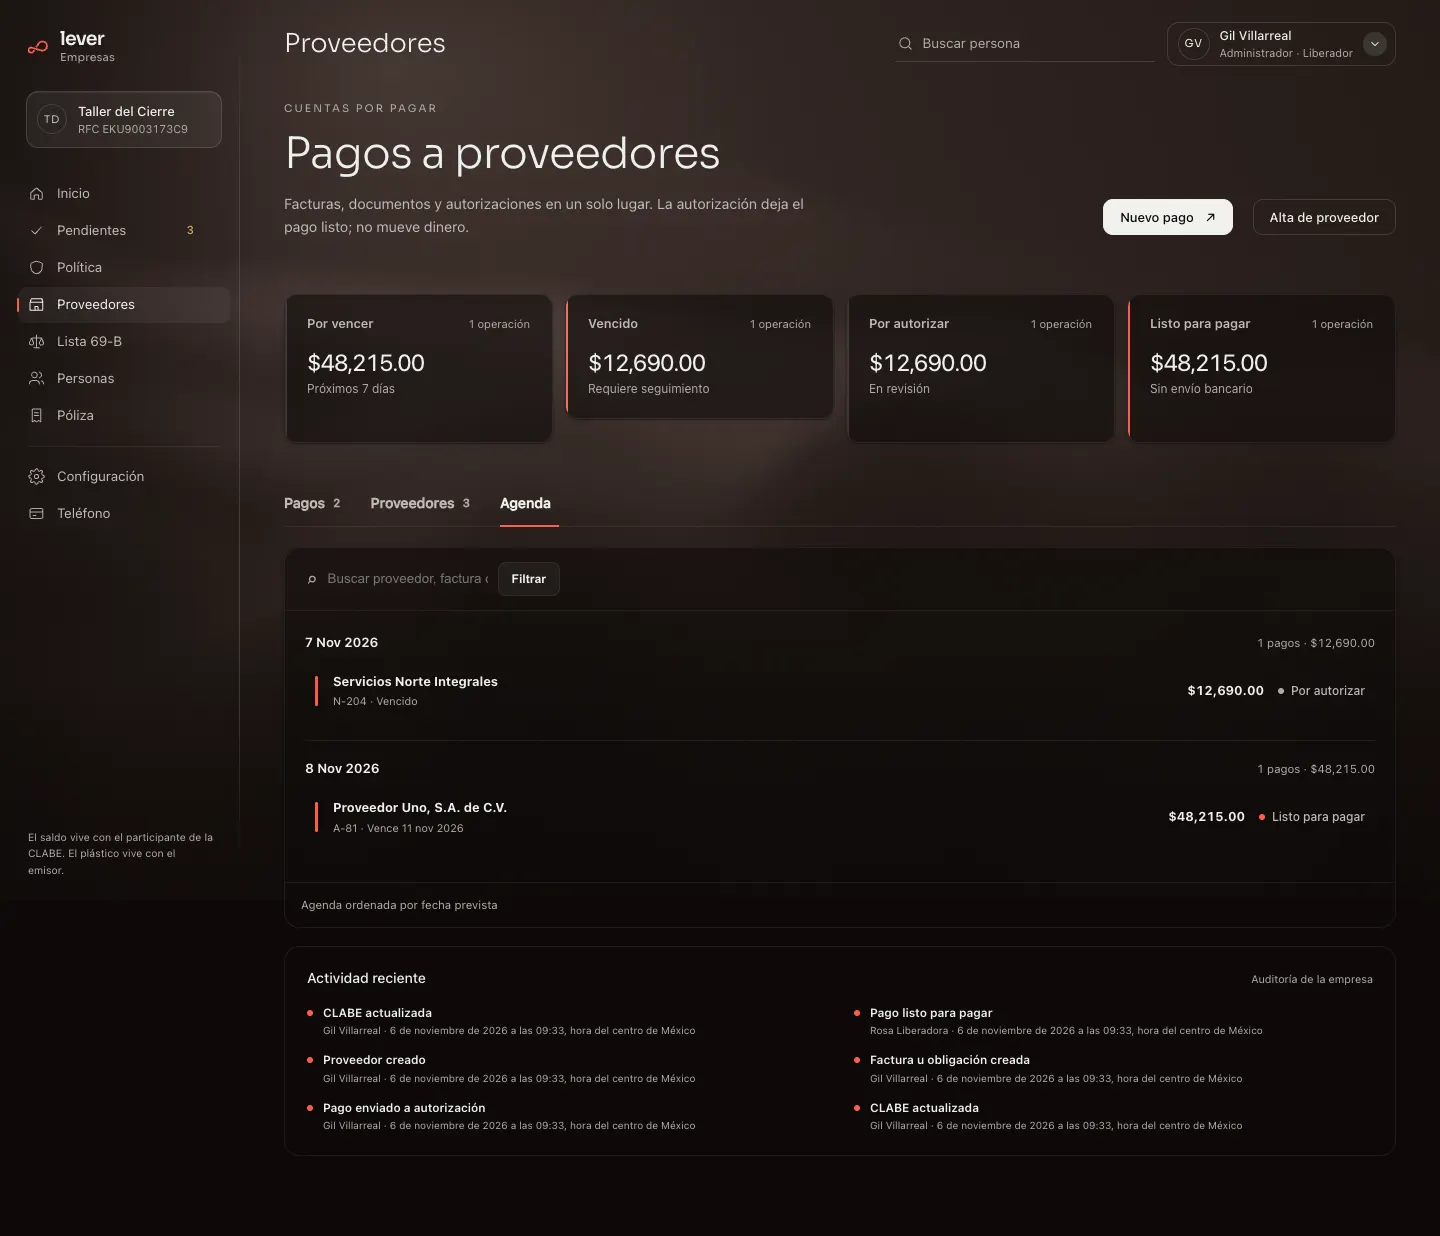 lever
Empresas
Proveedores
Buscar persona
GV
Gil Villarreal
Administrador · Liberador
TD
Taller del Cierre
RFC EKU9003173C9
Inicio
Pendientes 3
Política
Proveedores
Lista 69-B
Personas
Póliza
Configuración
Teléfono
El saldo vive con el participante de la
CLABE. El plástico vive con el
emisor.
CUENTAS POR PAGAR
Pagos a proveedores
Facturas, documentos y autorizaciones en un solo lugar. La autorización deja el
pago listo; no mueve dinero.
Nuevo pago
Alta de proveedor
Por vencer 1 operación
$48,215.00
Próximos 7 días
Vencido 1 operación
$12,690.00
Requiere seguimiento
Por autorizar 1 operación
$12,690.00
En revisión
Listo para pagar 1 operación
$48,215.00
Sin envío bancario
Pagos 2 Proveedores 3 Agenda
Buscar proveedor, factura
Filtrar
7 Nov 2026 1 pagos · $12,690.00
Servicios Norte Integrales
N-204 · Vencido
$12,690.00 Por autorizar
8 Nov 2026 1 pagos · $48,215.00
Proveedor Uno, S.A. de C.V.
A-81 · Vence 11 nov 2026
$48,215.00 Listo para pagar
Agenda ordenada por fecha prevista
Actividad reciente Auditoría de la empresa
CLABE actualizada
Gil Villarreal · 6 de noviembre de 2026 a las 09:33, hora del centro de México
Pago listo para pagar
Rosa Liberadora · 6 de noviembre de 2026 a las 09:33, hora del centro de México
Proveedor creado
Gil Villarreal · 6 de noviembre de 2026 a las 09:33, hora del centro de México
Factura u obligación creada
Gil Villarreal · 6 de noviembre de 2026 a las 09:33, hora del centro de México
Pago enviado a autorización
Gil Villarreal · 6 de noviembre de 2026 a las 09:33, hora del centro de México
CLABE actualizada
Gil Villarreal · 6 de noviembre de 2026 a las 09:33, hora del centro de México